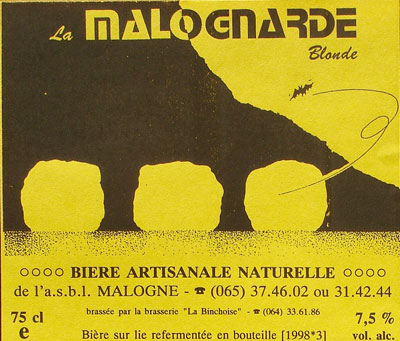 La MALOGNARDE
Blonde
oooo BIERE ARTISANALE NATURELLE oooo
de l'a.s.b.l. MALOGNE - ☎ (065) 37.46.02 ou 31.42.44
brassée par la brasserie "La Binchoise" - ☎ (064) 33.61.86
75 cl 7,5 %
e Bière sur lie refermentée en bouteille [1998*3] vol. alc.